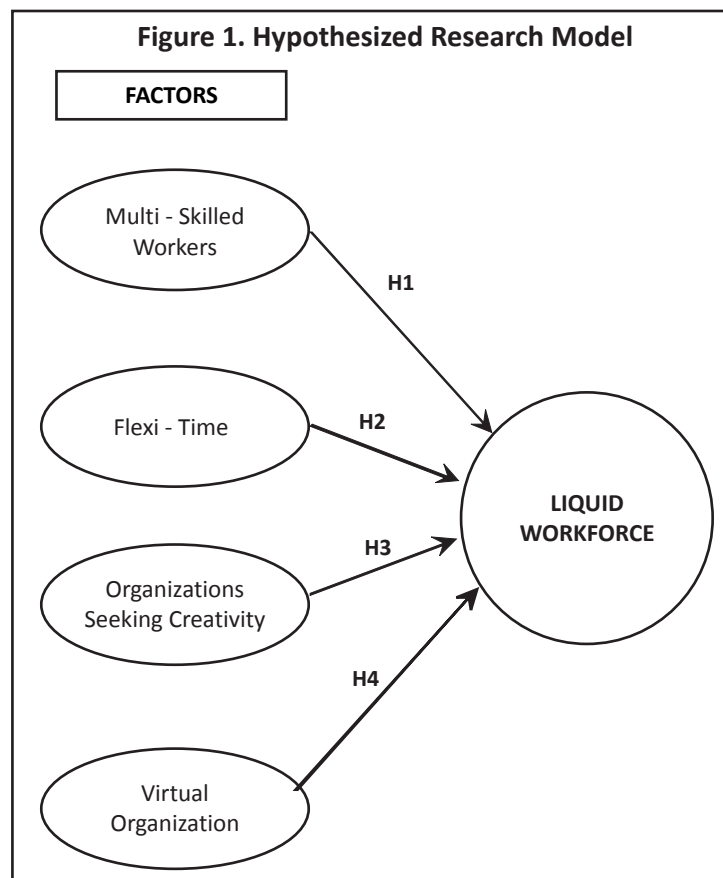 Figure 1. Hypothesized Research Model
FACTORS
Multi - Skilled
Workers
H1
Flexi - Time
H2
LIQUID
WORKFORCE
H3
Organizations
Seeking Creativity
H4
Virtual
Organization